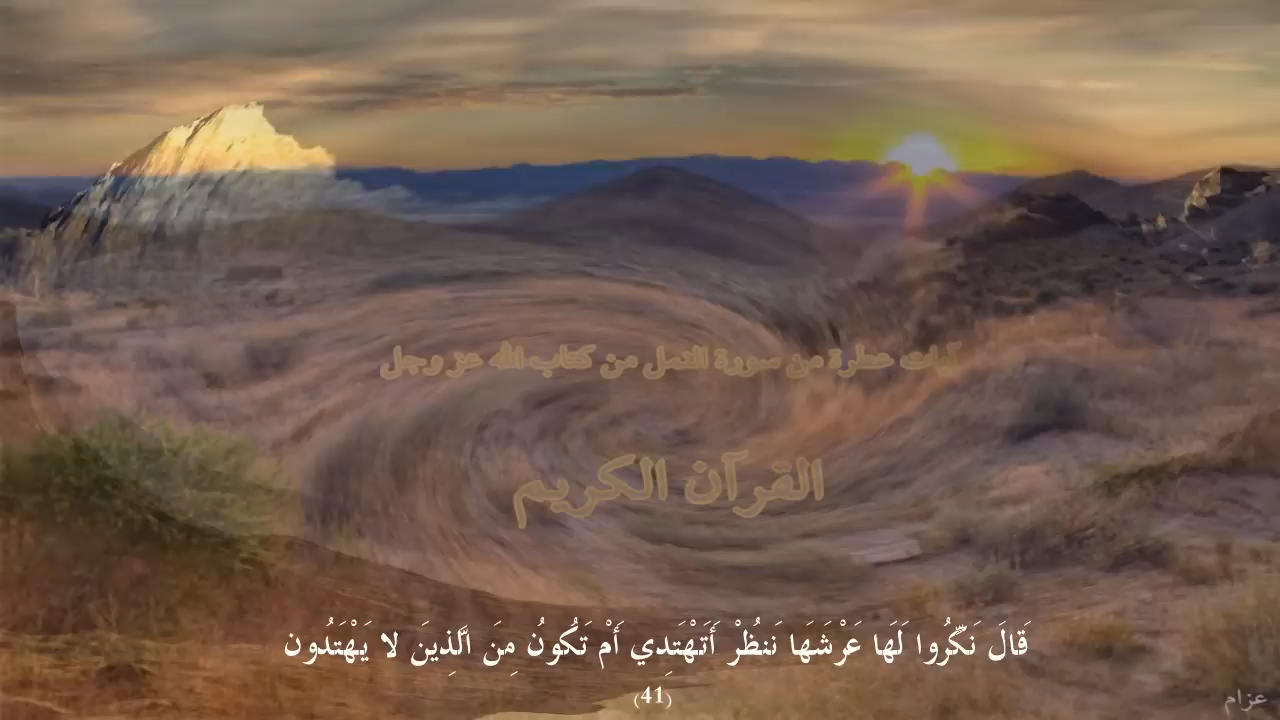 آيات عطرة من سورة النمل من كتاب الله عز وجل
القرآن الكريم
قَالَ نَكِّرُوا لَهَا عَرْشَهَا نَنظُرْ أَتَهْتَدِي أَمْ تَكُونُ مِنَ الَّذِينَ لا يَهْتَدُون
(41)
عزام